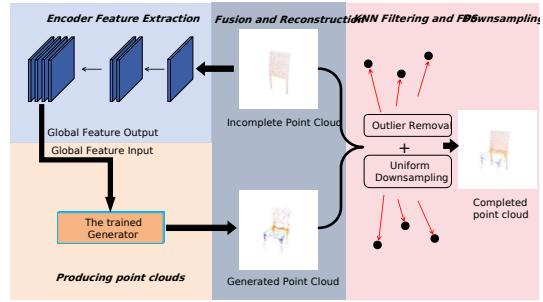 Encoder Feature Extraction
Fusion and Reconstruction
KNN Filtering and FPS
Downsampling
Incomplete Point Cloud
Outlier Removal
+
Uniform
Downsampling
Completed
point cloud
Global Feature Output
Global Feature Input
The trained
Generator
Generated Point Cloud
Producing point clouds